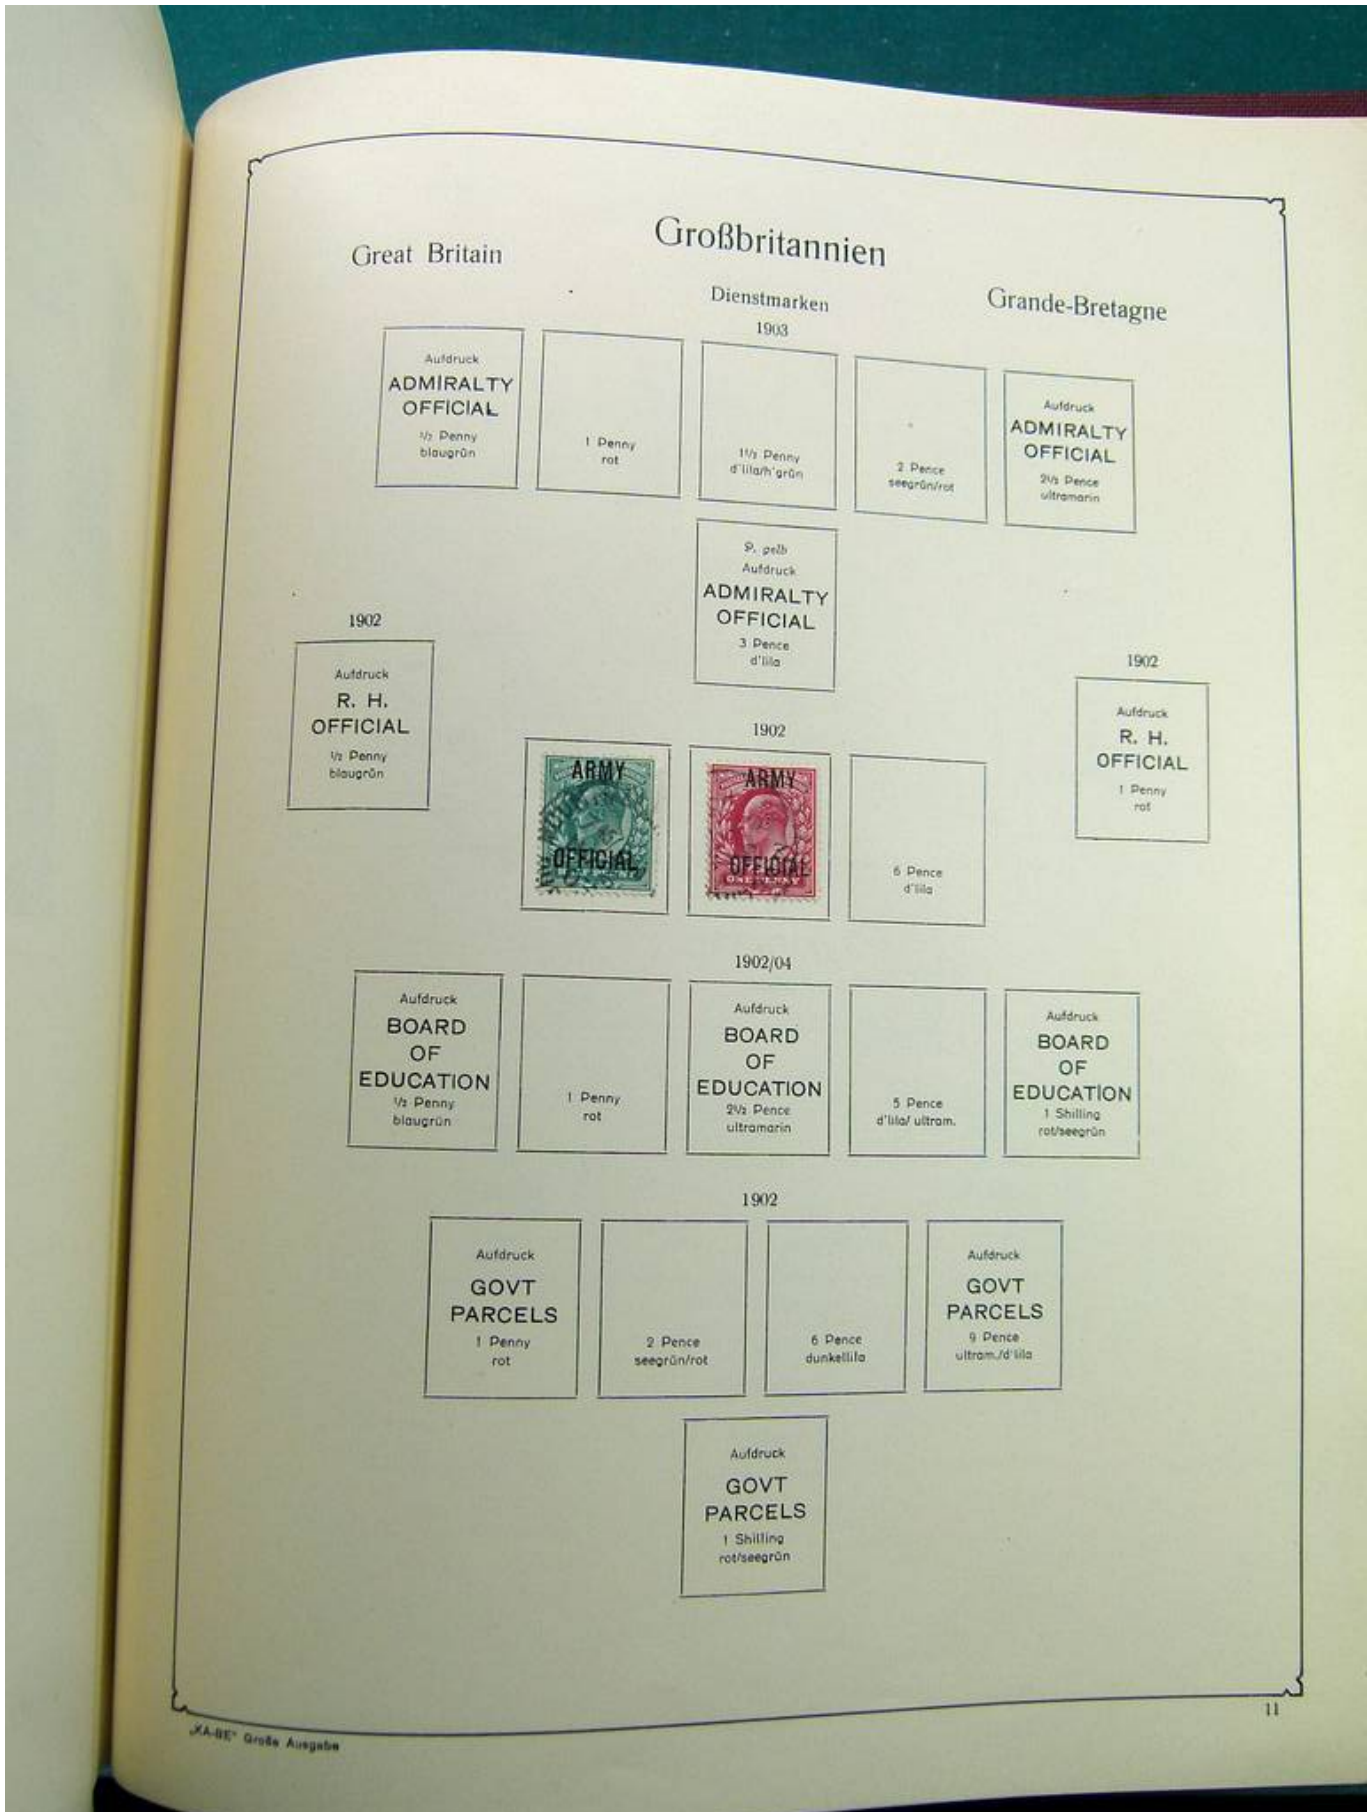 Großbritannien
Great Britain
Dienstmarken
Grande-Bretagne
1903
Aufdruck
ADMIRALTY
OFFICIAL
½ Penny
blaugrün
1 Penny
rot
1½ Penny
d'lila/h'grün
2 Pence
seegrün/rot
Aufdruck
ADMIRALTY
OFFICIAL
2½ Pence
ultramarin
P. gelb
Aufdruck
ADMIRALTY
OFFICIAL
3 Pence
d'lila
1902
Aufdruck
R. H.
OFFICIAL
½ Penny
blaugrün
1902
Aufdruck
R. H.
OFFICIAL
1 Penny
rot
1902
ARMY
OFFICIAL
ARMY
OFFICIAL
ONE PENNY
6 Pence
d'lila
1902/04
Aufdruck
BOARD
OF
EDUCATION
½ Penny
blaugrün
1 Penny
rot
Aufdruck
BOARD
OF
EDUCATION
2½ Pence
ultramarin
5 Pence
d'lila/ ultram.
Aufdruck
BOARD
OF
EDUCATION
1 Shilling
rot/seegrün
1902
Aufdruck
GOVT
PARCELS
1 Penny
rot
2 Pence
seegrün/rot
6 Pence
dunkellila
Aufdruck
GOVT
PARCELS
9 Pence
ultram./d'lila
Aufdruck
GOVT
PARCELS
1 Shilling
rot/seegrün
11
„KA-BE" Große Ausgabe